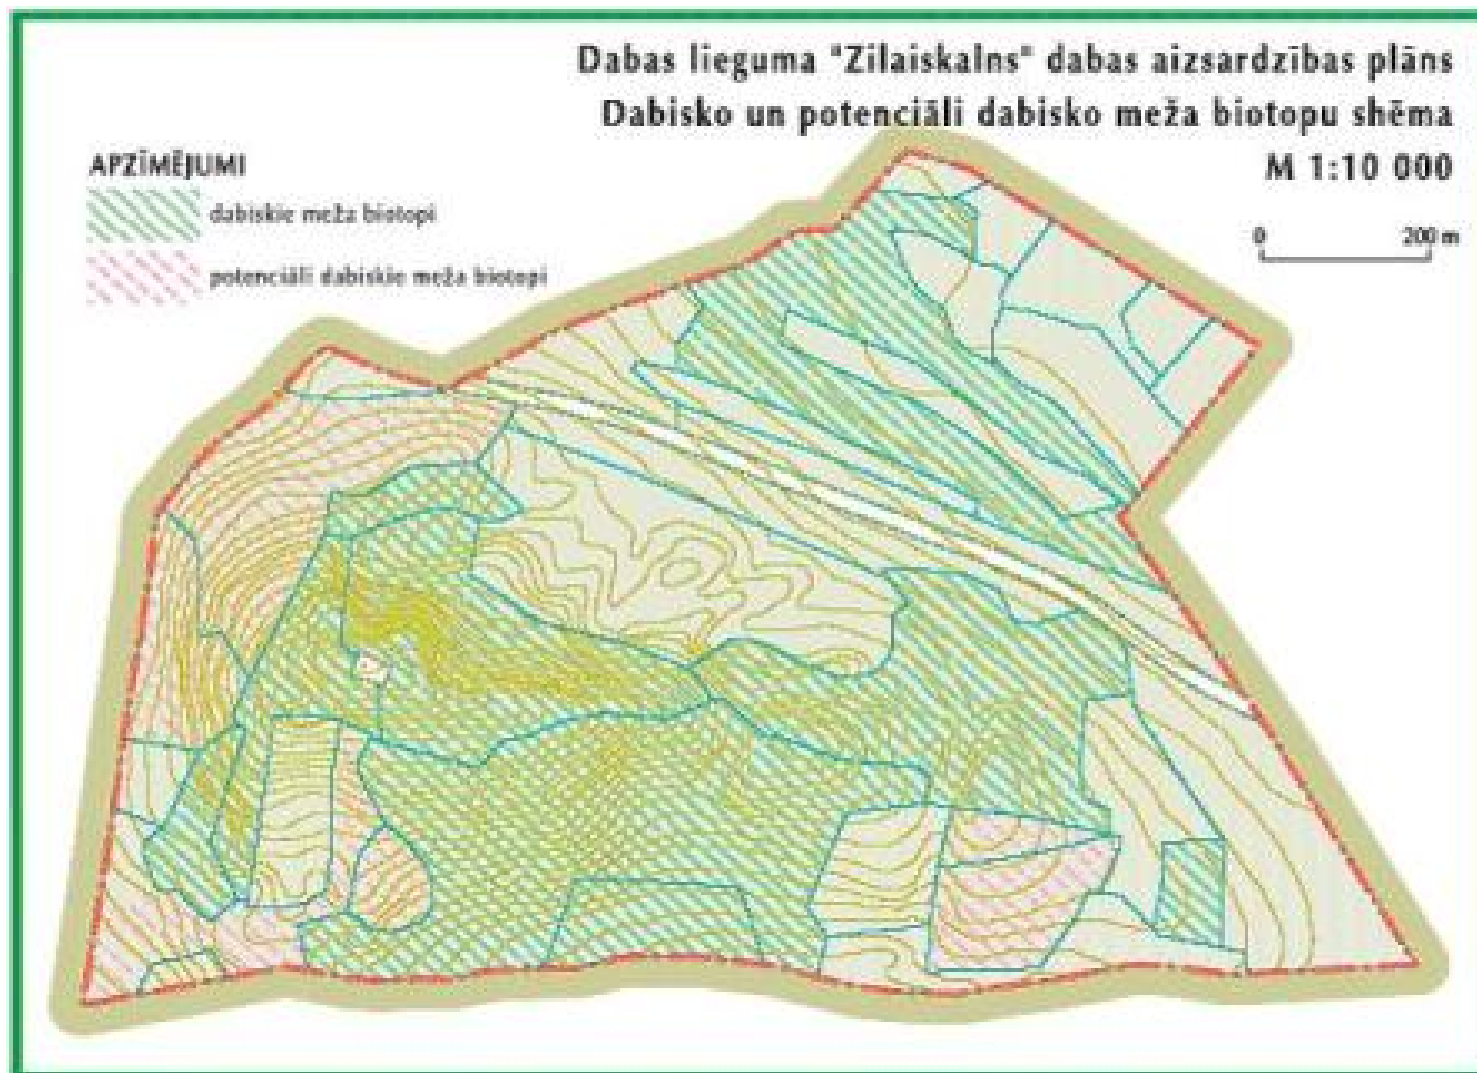 Dabas lieguma "Zilaiskalns" dabas aizsardzības plāns
Dabisko un potenciāli dabisko meža biotopu shēma
M 1:10 000
APZĪMĒJUMI
dabiskie meža biotopi
potenciāli dabiskie meža biotopi
0 200 m